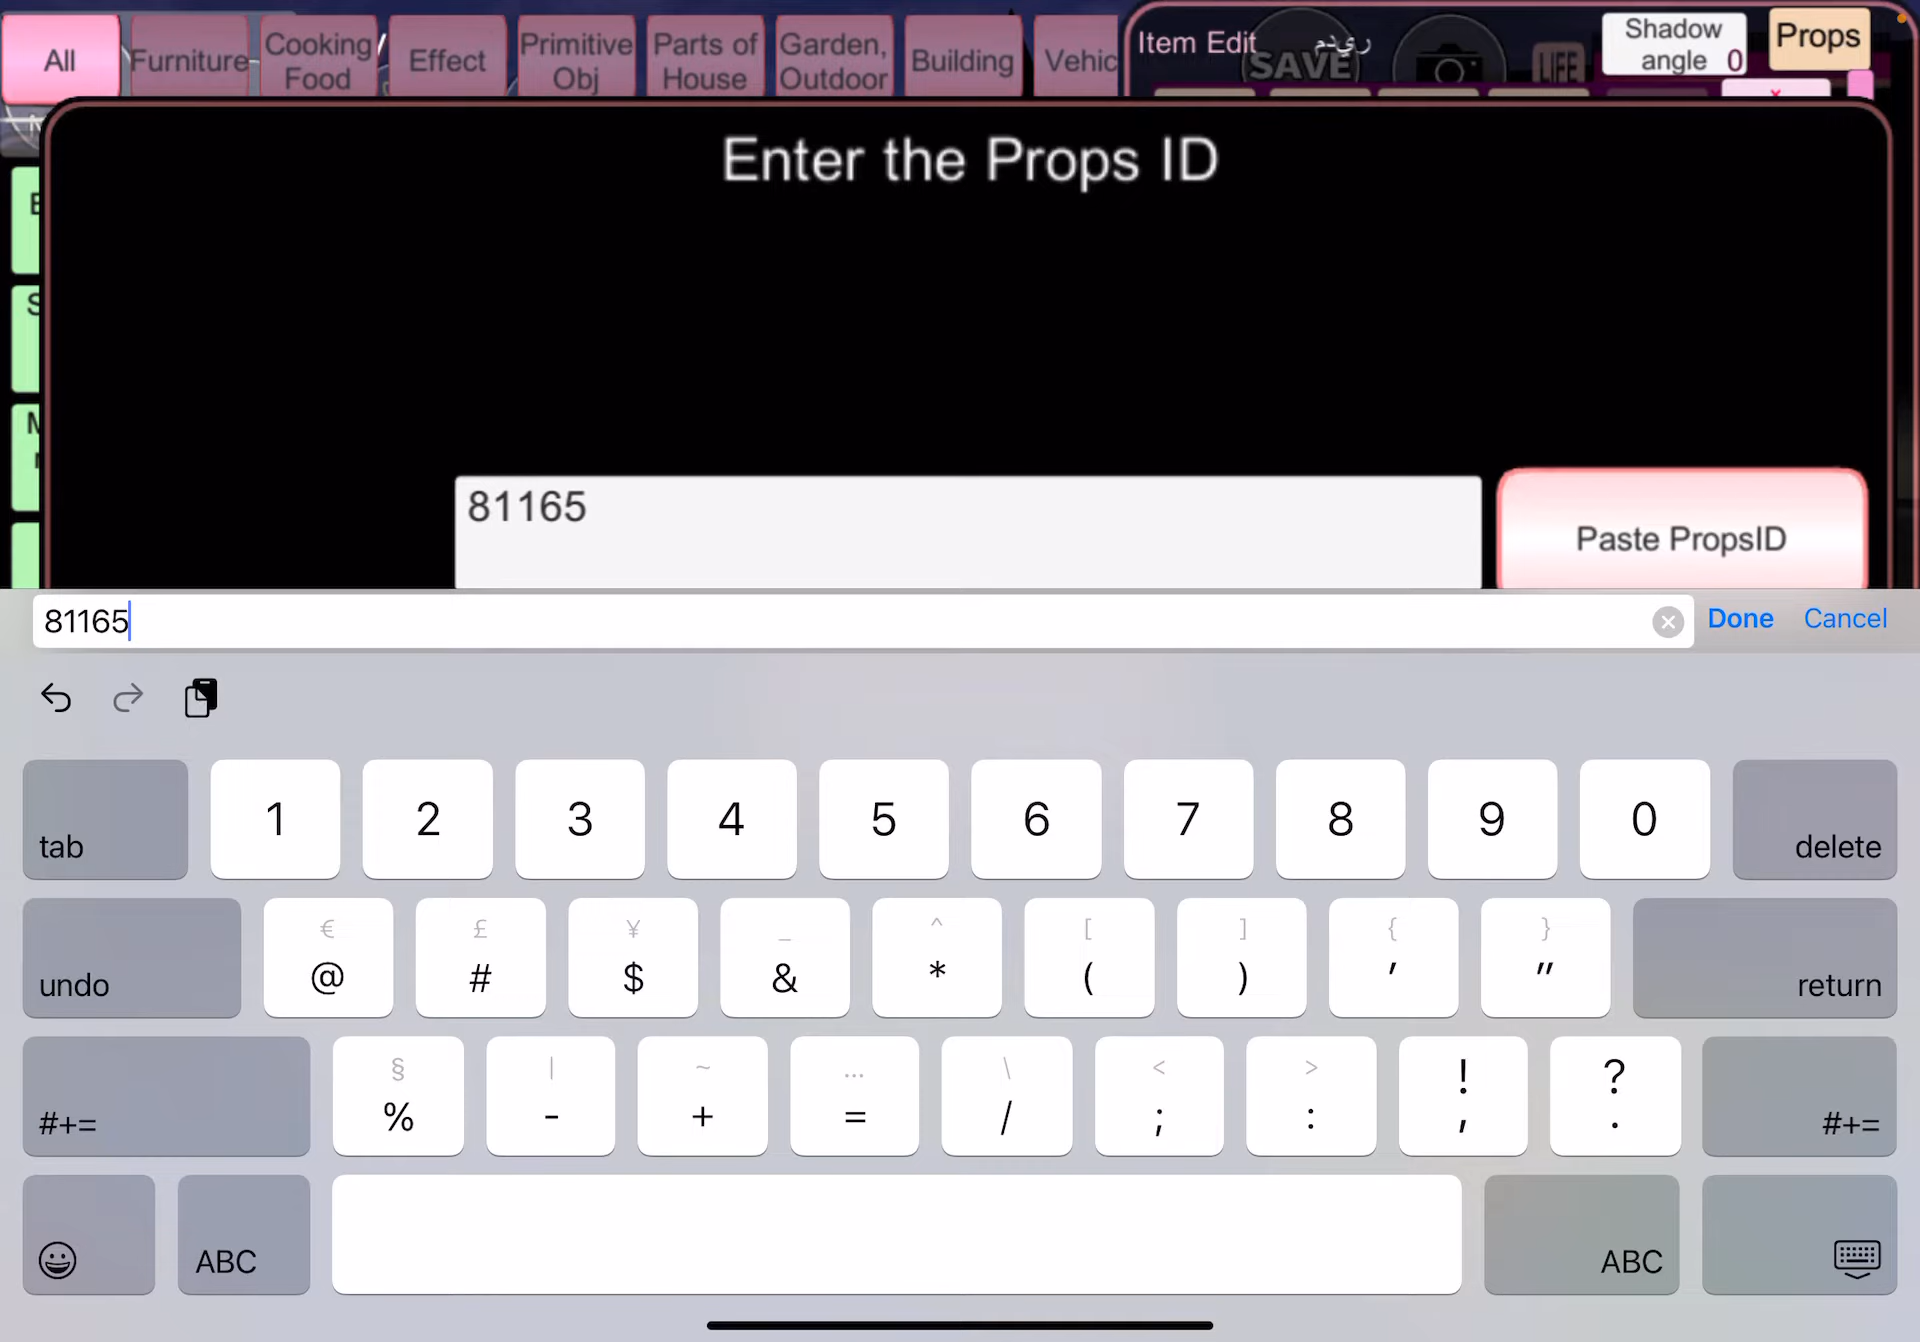 All
Furniture
Cooking
Food
Effect
Primitive
Obj
Parts of
House
Garden,
Outdoor
Building
Vehic
Item Edit
SAVE
LIFE
Shadow
angle 0
Props
x
Enter the Props ID
81165
Paste PropsID
81165
Done
Cancel
tab
1 2 3 4 5 6 7 8 9 0
delete
undo
€ £ ¥ _ ^ [ ] { }
@ # $ & * ( ) ' "
return
#+=
§ | ~ … \ < > ! ?
% - + = / ; : , .
#+=
ABC
ABC